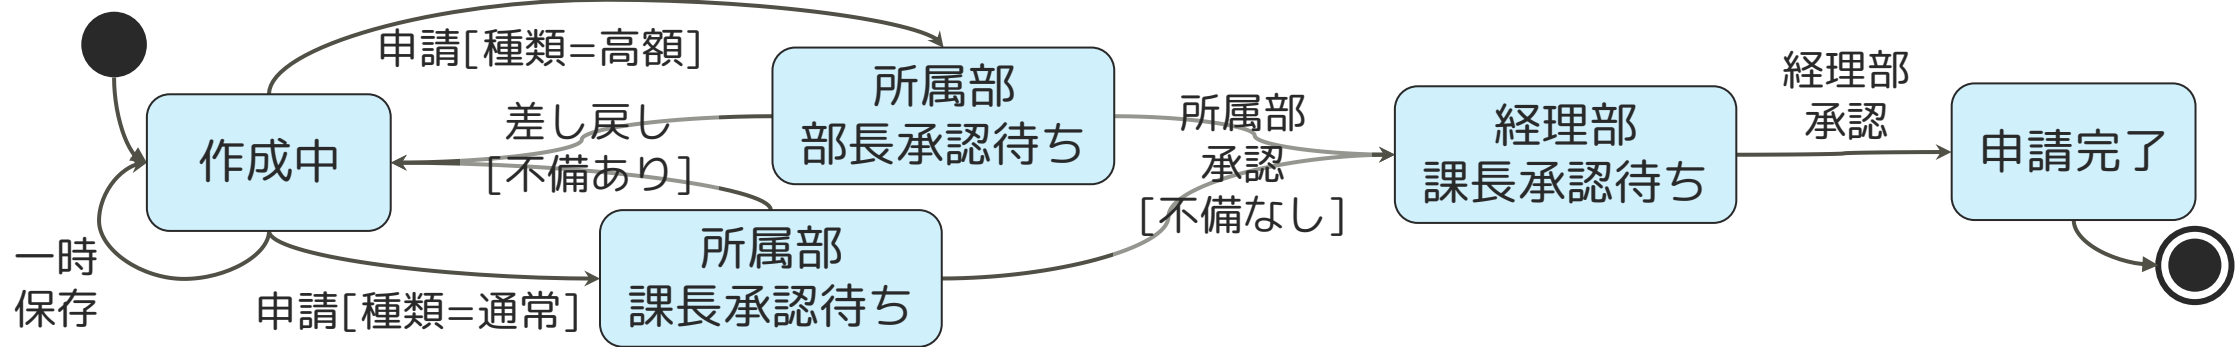 申請[種類=高額]
作成中
一時
保存
差し戻し
[不備あり]
申請[種類=通常]
所属部
部長承認待ち
所属部
課長承認待ち
所属部
承認
[不備なし]
経理部
課長承認待ち
経理部
承認
申請完了